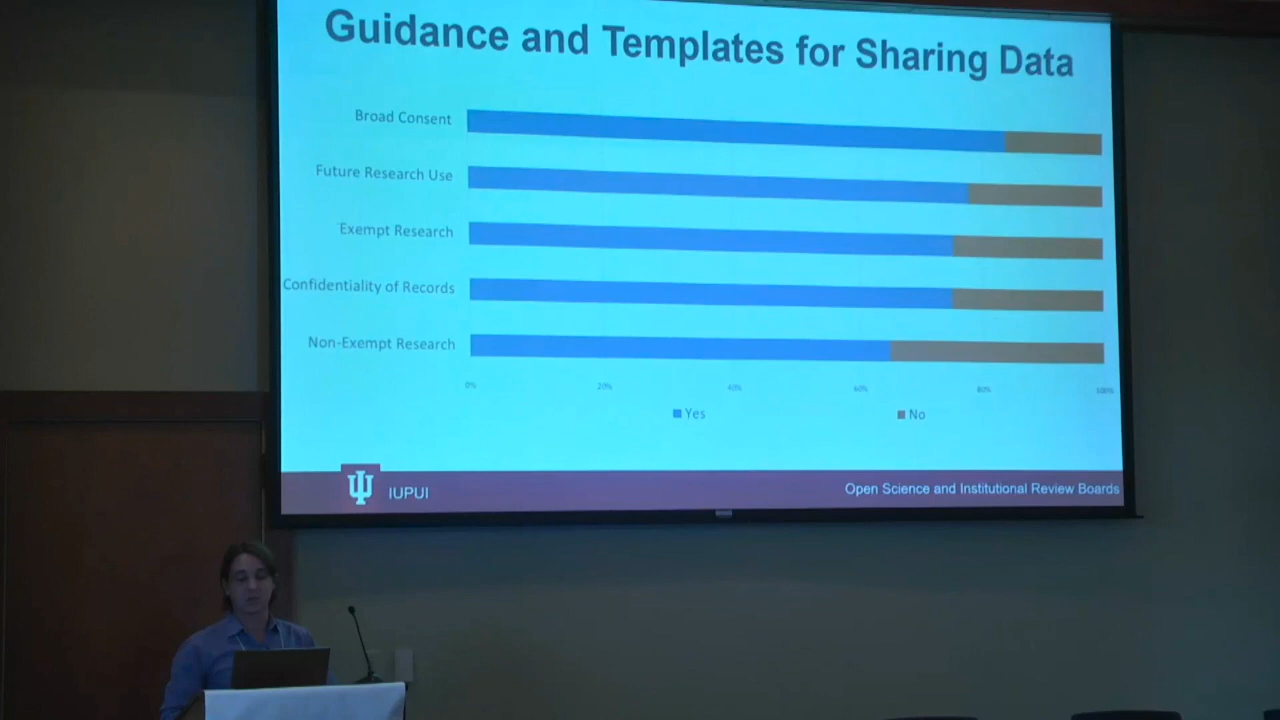 Guidance and Templates for Sharing Data
Broad Consent
Future Research Use
Exempt Research
Confidentiality of Records
Non-Exempt Research
0% 20% 40% 60% 80% 100%
Yes No
IUPUI
Open Science and Institutional Review Boards